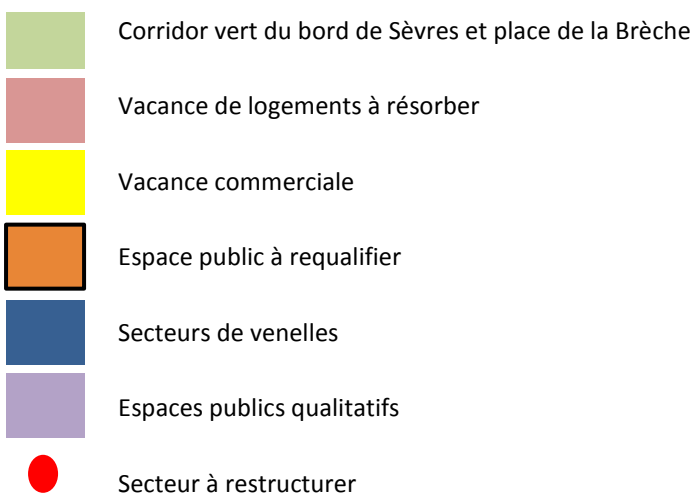 Corridor vert du bord de Sèvres et place de la Brèche
Vacance de logements à résorber
Vacance commerciale
Espace public à requalifier
Secteurs de venelles
Espaces publics qualitatifs
Secteur à restructurer